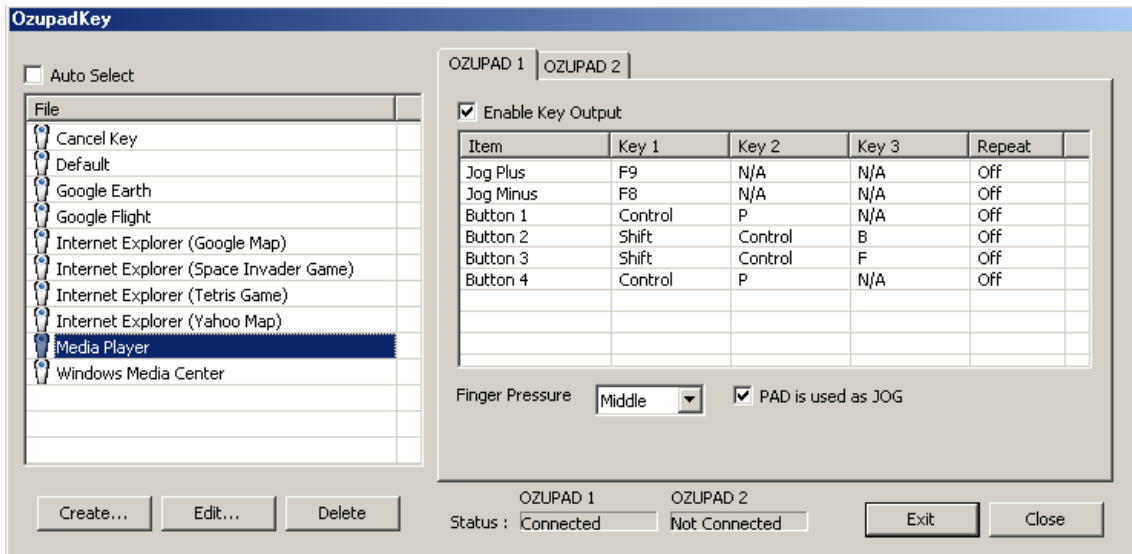 OzupadKey
Auto Select
File
Cancel Key
Default
Google Earth
Google Flight
Internet Explorer (Google Map)
Internet Explorer (Space Invader Game)
Internet Explorer (Tetris Game)
Internet Explorer (Yahoo Map)
Media Player
Windows Media Center
Create... Edit... Delete
OZUPAD 1 OZUPAD 2
Enable Key Output
Item Key 1 Key 2 Key 3 Repeat
Jog Plus F9 N/A N/A Off
Jog Minus F8 N/A N/A Off
Button 1 Control P N/A Off
Button 2 Shift Control B Off
Button 3 Shift Control F Off
Button 4 Control P N/A Off
Finger Pressure Middle PAD is used as JOG
OZUPAD 1 OZUPAD 2
Status : Connected Not Connected
Exit Close